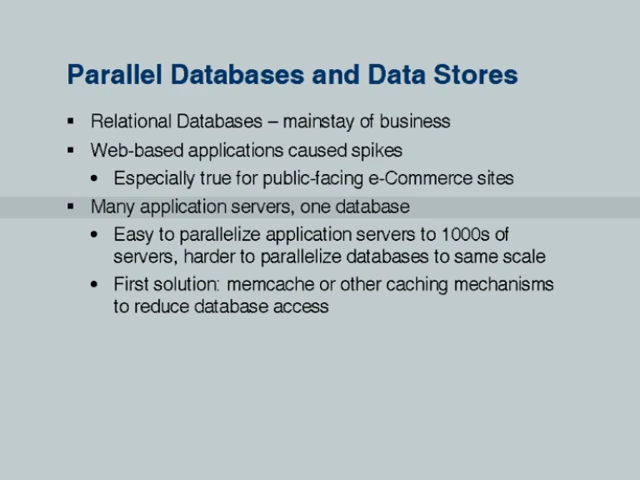 Parallel Databases and Data Stores
▪ Relational Databases – mainstay of business
▪ Web-based applications caused spikes
• Especially true for public-facing e-Commerce sites
▪ Many application servers, one database
• Easy to parallelize application servers to 1000s of
servers, harder to parallelize databases to same scale
• First solution: memcache or other caching mechanisms
to reduce database access